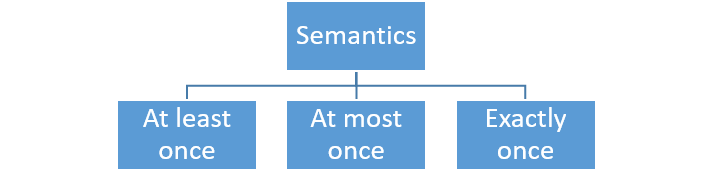 Semantics
At least
once
At most
once
Exactly
once